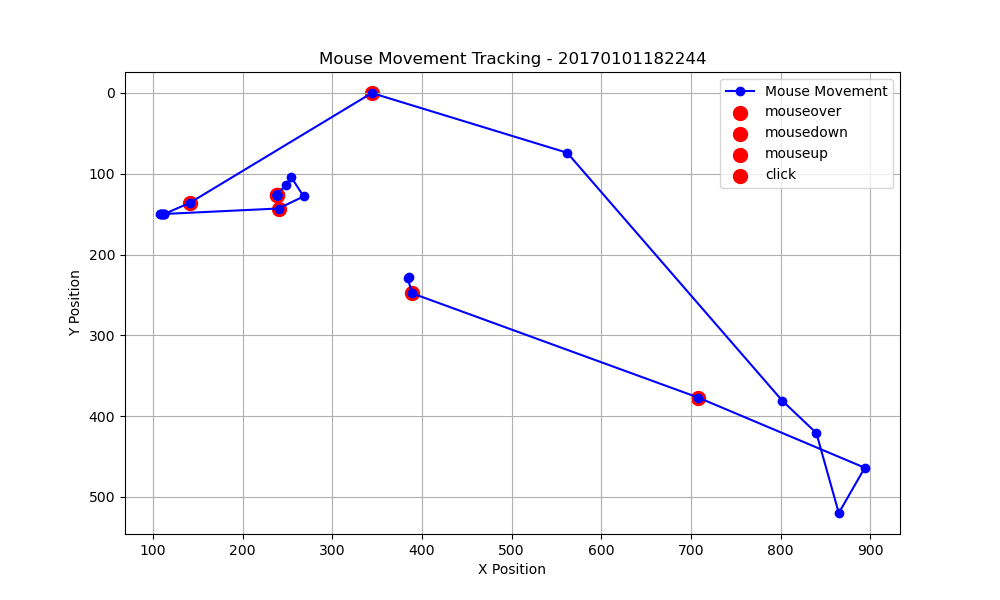 Mouse Movement Tracking - 20170101182244
Mouse Movement
mouseover
mousedown
mouseup
click
0
100
200
300
400
500
Y Position
100
200
300
400
500
600
700
800
900
X Position